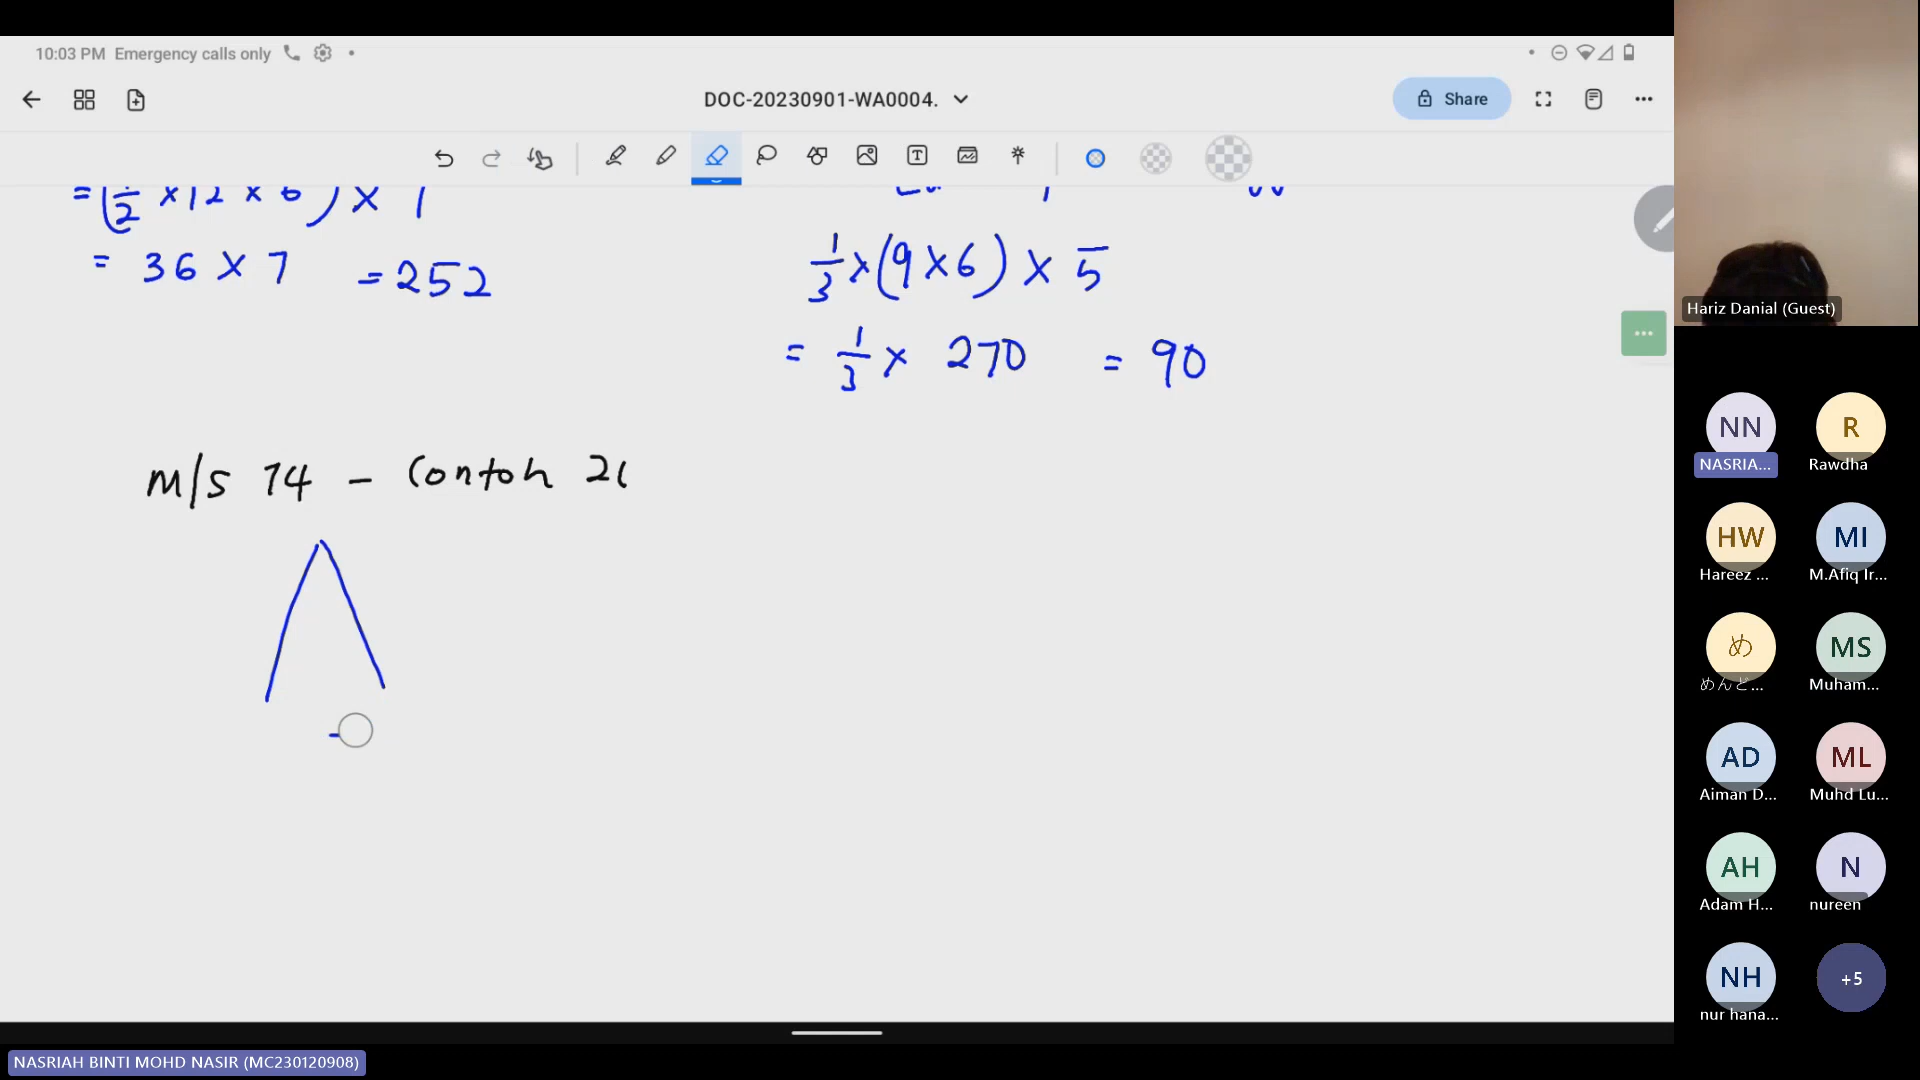 10:03 PM Emergency calls only
DOC-20230901-WA0004.
Share
= 36 × 7 = 252
1/3 × (9 × 6) × 5
= 1/3 × 270 = 90
m/s 74 - Contoh
Hariz Danial (Guest)
NN
NASRIA...
R
Rawdha
HW
Hareez ...
MI
M.Afiq Ir...
め
めんど...
MS
Muham...
AD
Aiman D...
ML
Muhd Lu...
AH
Adam H...
N
nureen
NH
nur hana...
+5
NASRIAH BINTI MOHD NASIR (MC230120908)